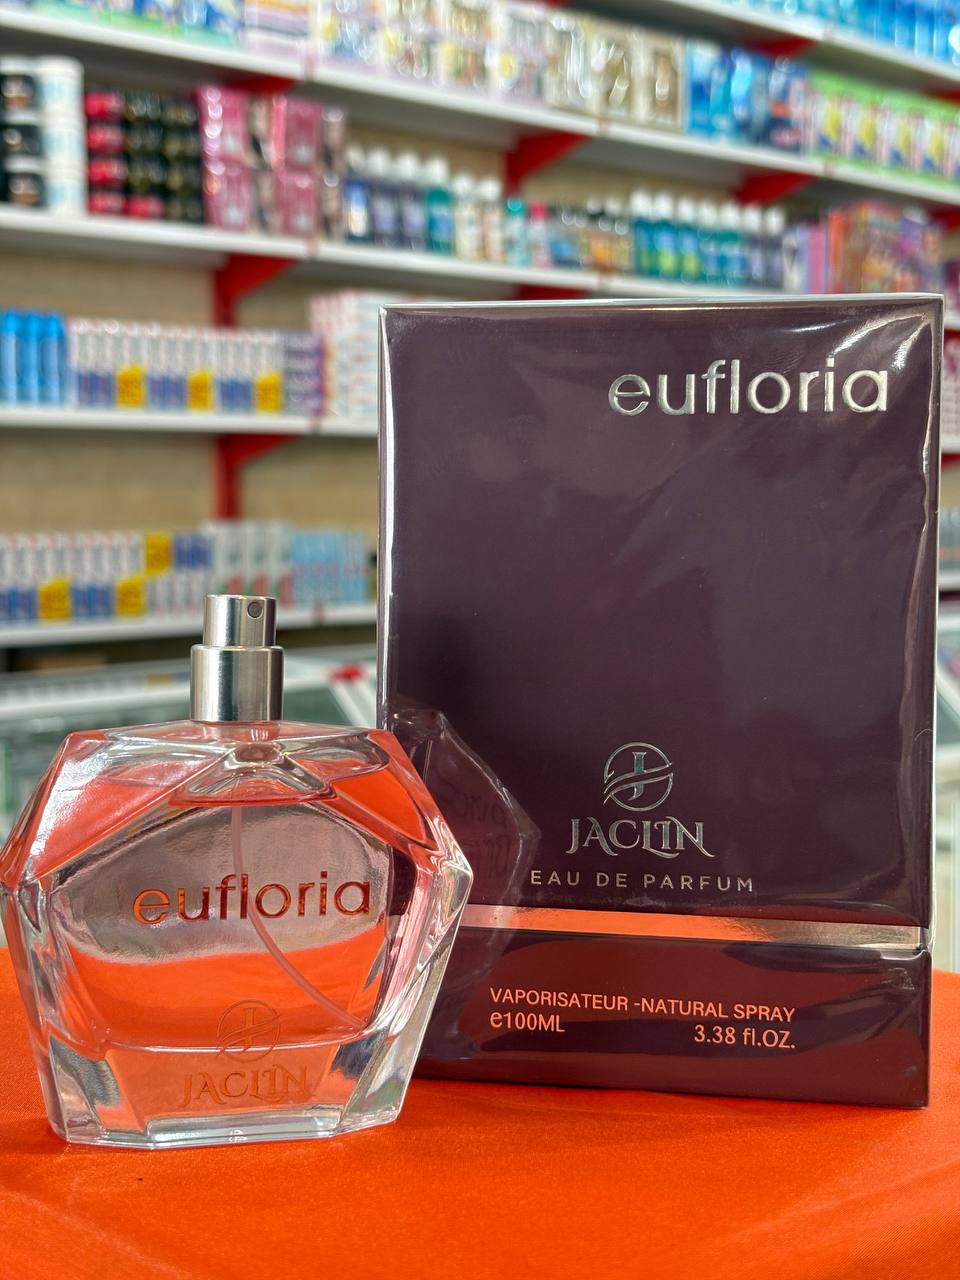 eufloria
J
JACLIN
EAU DE PARFUM
VAPORISATEUR -NATURAL SPRAY
e100ML
3.38 fl.OZ.
eufloria
J
JACLIN